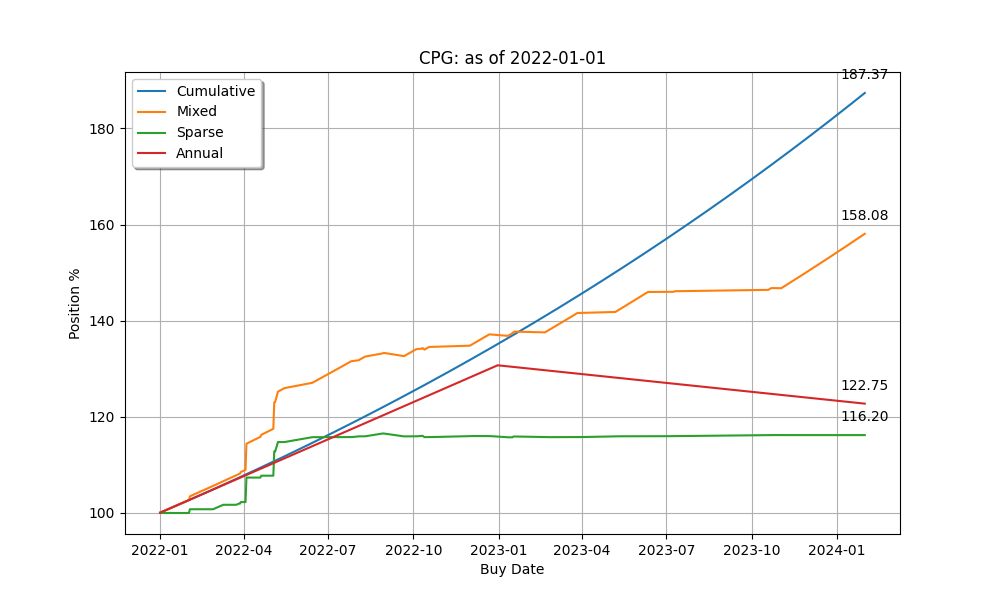 CPG: as of 2022-01-01
187.37
Cumulative
Mixed
Sparse
Annual
180
160
140
120
100
158.08
122.75
116.20
Position %
2022-01 2022-04 2022-07 2022-10 2023-01 2023-04 2023-07 2023-10 2024-01
Buy Date